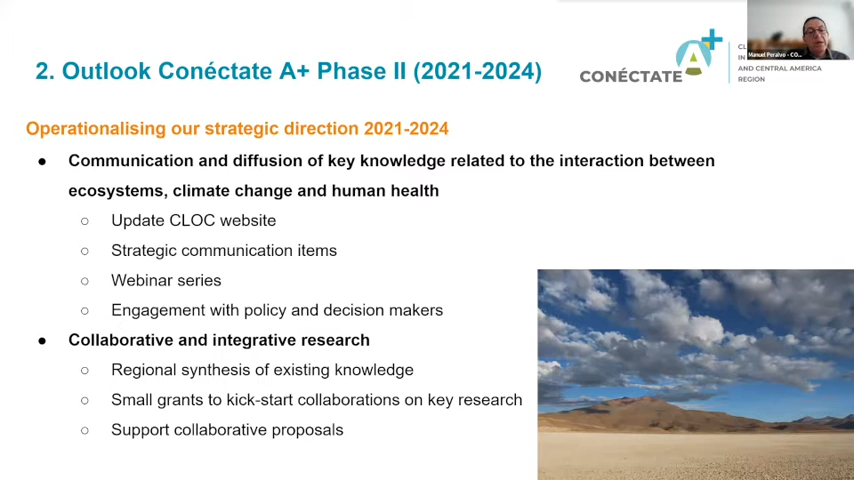 2. Outlook Conéctate A+ Phase II (2021-2024)
CONÉCTATE A+
CL
IN
AND CENTRAL AMERICA
REGION
Manuel Peralvo - CO...
Operationalising our strategic direction 2021-2024
● Communication and diffusion of key knowledge related to the interaction between
ecosystems, climate change and human health
○ Update CLOC website
○ Strategic communication items
○ Webinar series
○ Engagement with policy and decision makers
● Collaborative and integrative research
○ Regional synthesis of existing knowledge
○ Small grants to kick-start collaborations on key research
○ Support collaborative proposals